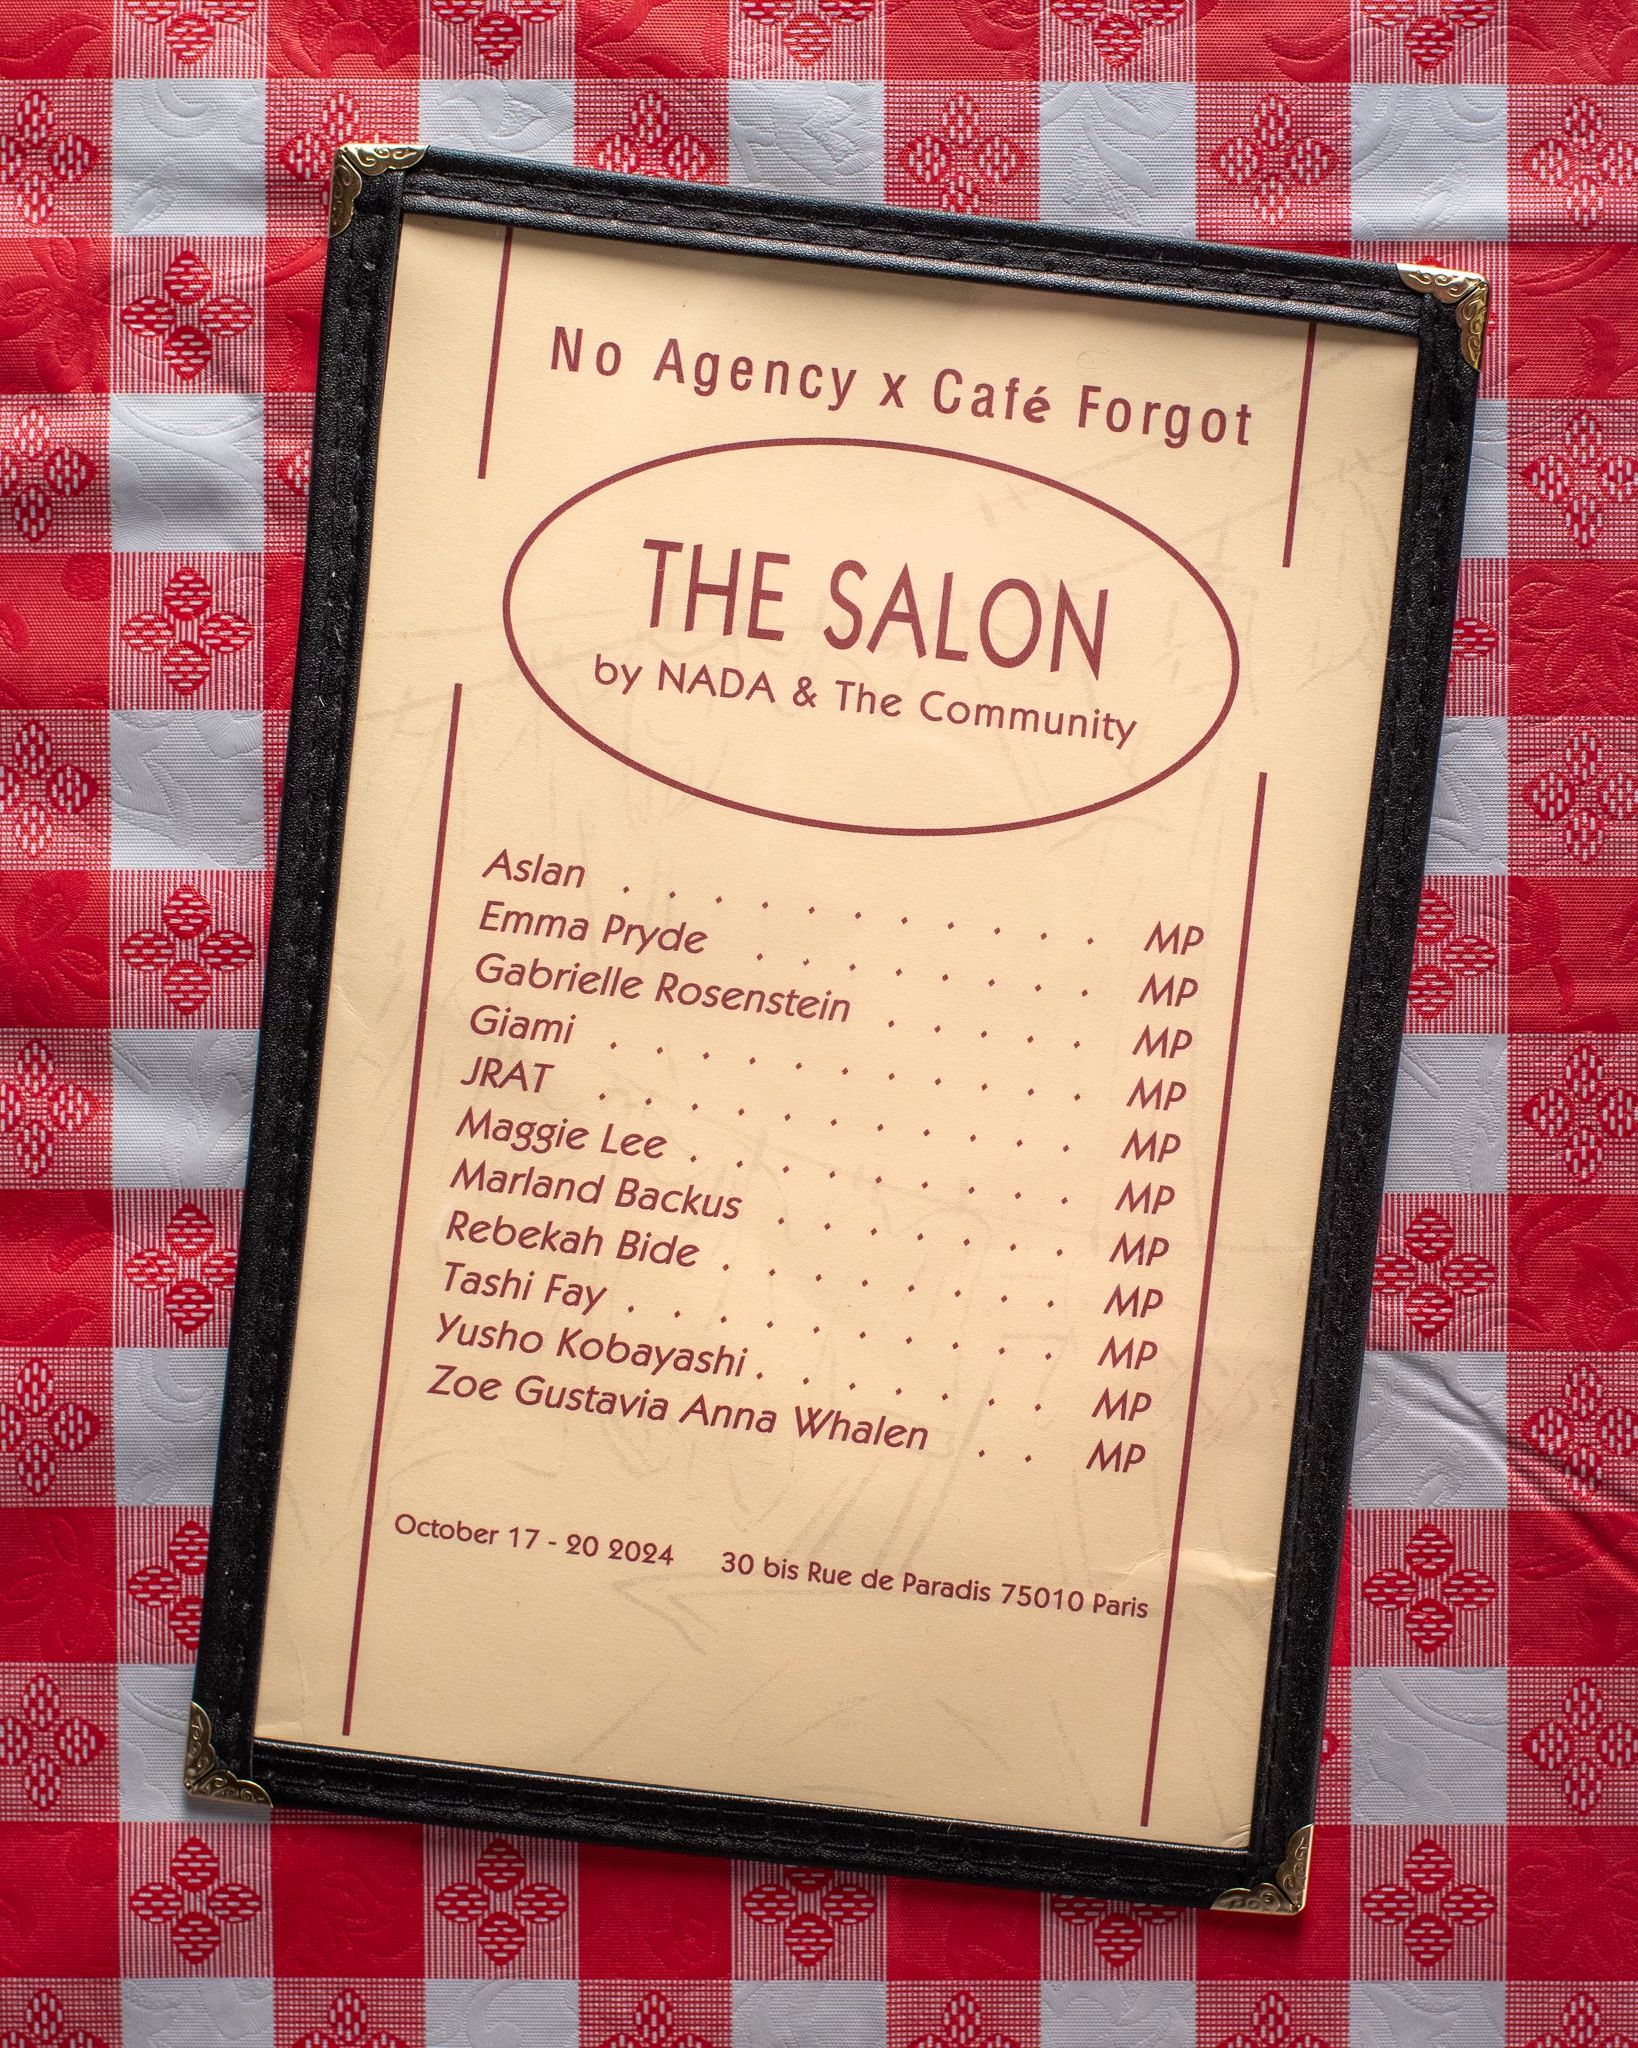 No Agency x Café Forgot
THE SALON
by NADA & The Community
Aslan . . . . . . . . . . . MP
Emma Pryde . . . . . . . . MP
Gabrielle Rosenstein . . . . . MP
Giami . . . . . . . . . . . MP
JRAT . . . . . . . . . . . MP
Maggie Lee . . . . . . . . . MP
Marland Backus . . . . . . . MP
Rebekah Bide . . . . . . . . MP
Tashi Fay . . . . . . . . . . MP
Yusho Kobayashi . . . . . . . MP
Zoe Gustavia Anna Whalen . . MP
October 17 - 20 2024 30 bis Rue de Paradis 75010 Paris